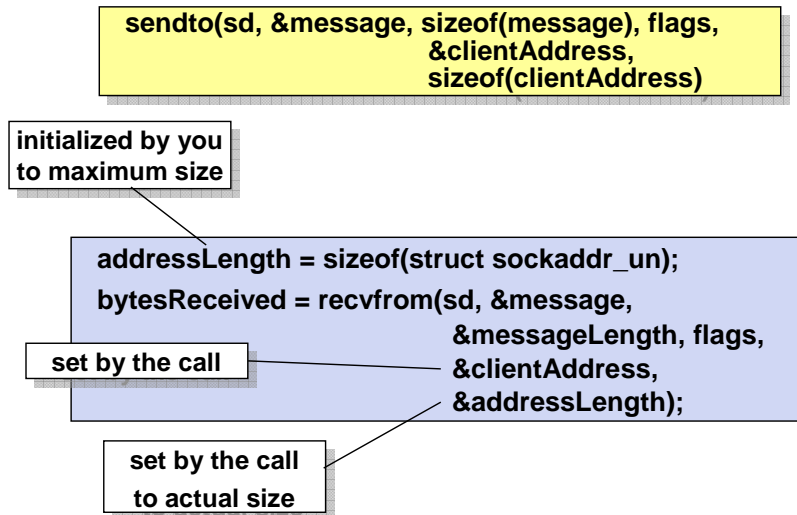 sendto(sd, &message, sizeof(message), flags,
&clientAddress,
sizeof(clientAddress)
initialized by you
to maximum size
addressLength = sizeof(struct sockaddr_un);
bytesReceived = recvfrom(sd, &message,
&messageLength, flags,
set by the call
&clientAddress,
&addressLength);
set by the call
to actual size